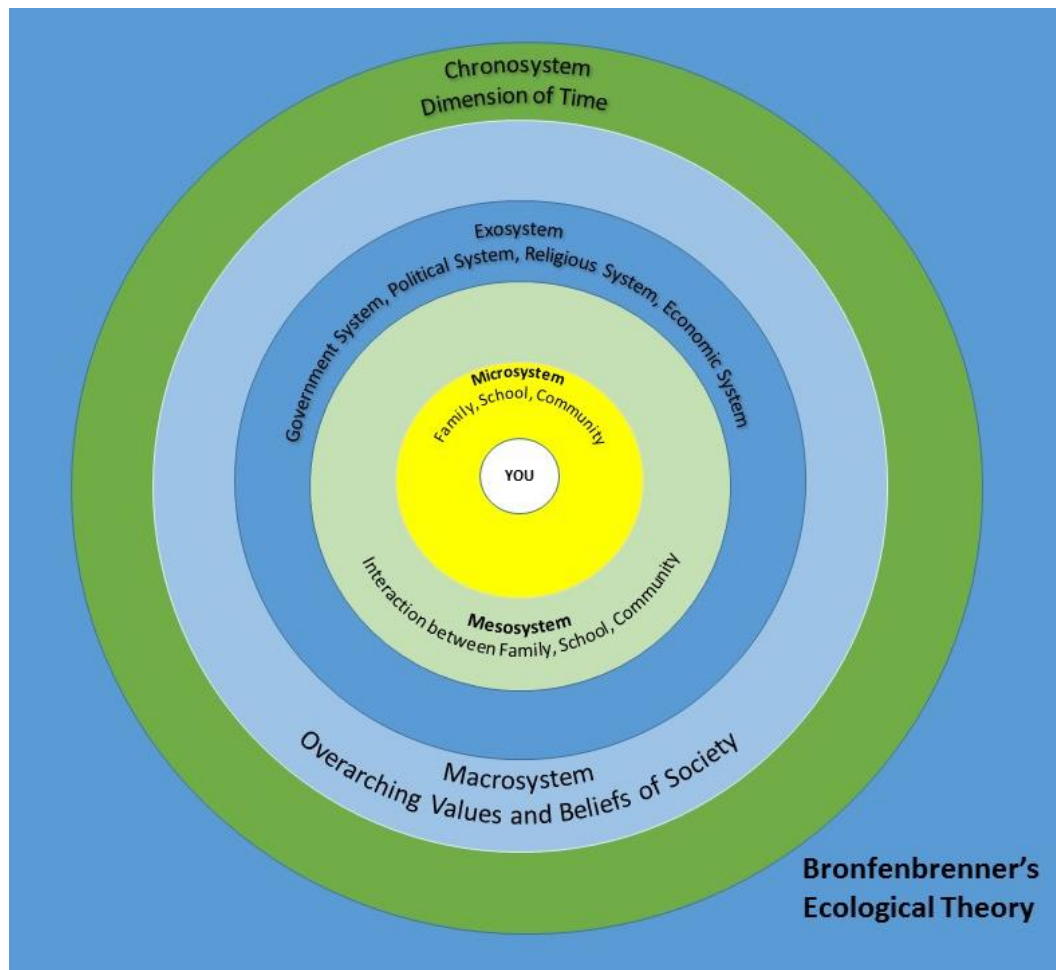 Chronosystem
Dimension of Time
Exosystem
Government System, Political System, Religious System, Economic System
Microsystem
Family, School, Community
YOU
Mesosystem
Interaction between Family, School, Community
Macrosystem
Overarching Values and Beliefs of Society
Bronfenbrenner's
Ecological Theory